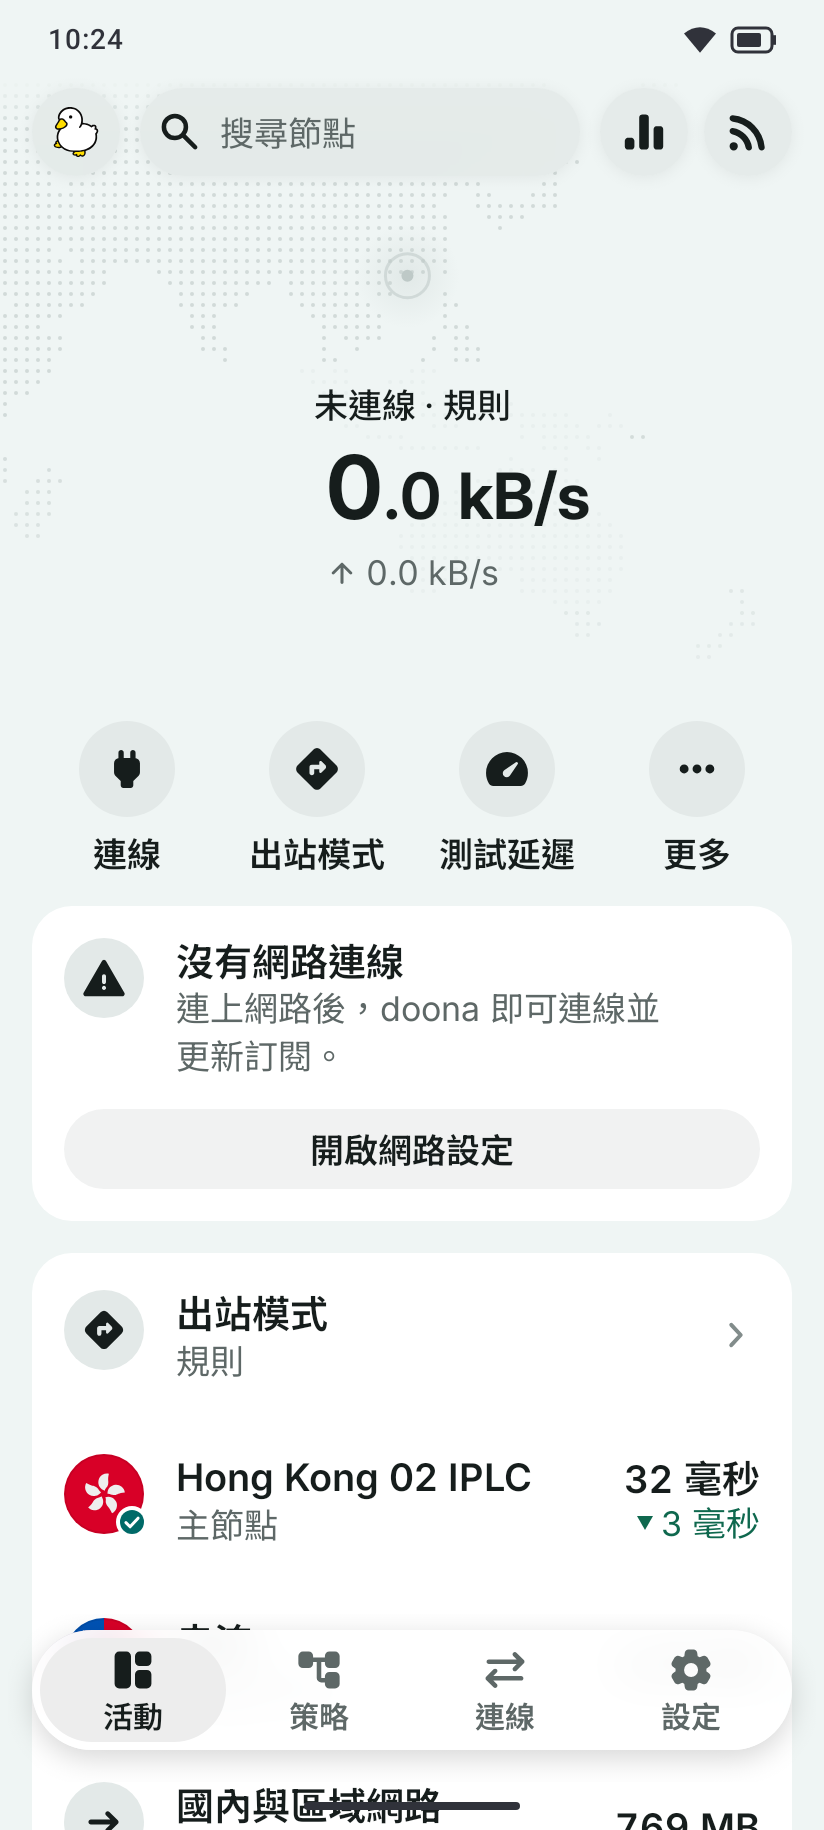 10:24
搜尋節點
未連線 · 規則
0.0 kB/s
↑ 0.0 kB/s
連線
出站模式
測試延遲
更多
沒有網路連線
連上網路後，doona 即可連線並
更新訂閱。
開啟網路設定
出站模式
規則
Hong Kong 02 IPLC
32 毫秒
主節點
▼3 毫秒
活動
策略
連線
設定
國內與區域網路
769 MB